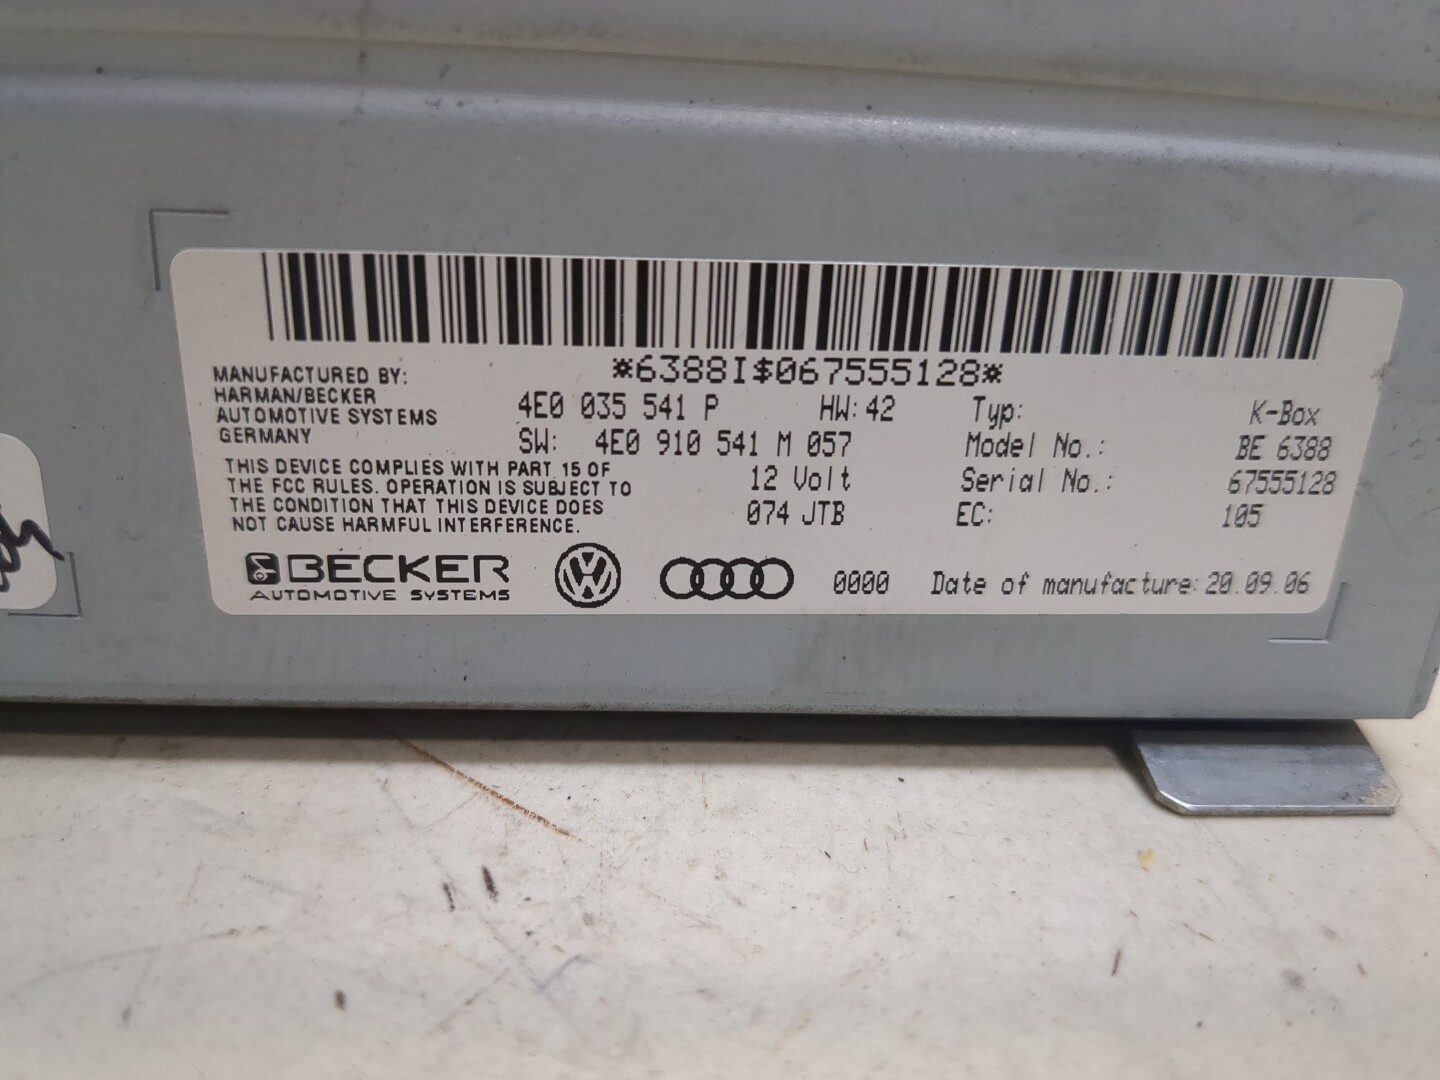 *6388I$067555128*
MANUFACTURED BY:
HARMAN/BECKER
AUTOMOTIVE SYSTEMS
GERMANY
4E0 035 541 P HW: 42 Typ: K-Box
SW: 4E0 910 541 M 057 Model No.: BE 6388
12 Volt Serial No.: 67555128
074 JTB EC: 105
THIS DEVICE COMPLIES WITH PART 15 OF
THE FCC RULES. OPERATION IS SUBJECT TO
THE CONDITION THAT THIS DEVICE DOES
NOT CAUSE HARMFUL INTERFERENCE.
BECKER
AUTOMOTIVE SYSTEMS
VW
0000 Date of manufacture: 20.09.06